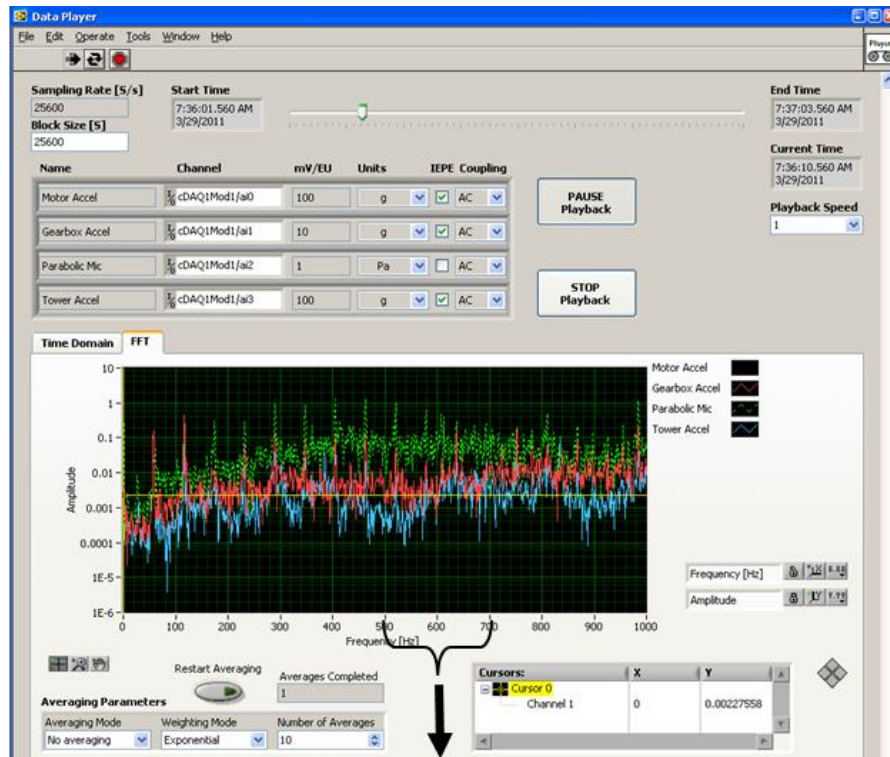 Data Player
File Edit Operate Tools Window Help
Sampling Rate [S/s]
25600
Block Size [S]
25600
Start Time
7:36:01.560 AM
3/29/2011
End Time
7:37:03.560 AM
3/29/2011
Current Time
7:36:10.560 AM
3/29/2011
Playback Speed
1
Name Channel mV/EU Units IEPE Coupling
Motor Accel cDAQ1Mod1/ai0 100 g AC
Gearbox Accel cDAQ1Mod1/ai1 10 g AC
Parabolic Mic cDAQ1Mod1/ai2 1 Pa AC
Tower Accel cDAQ1Mod1/ai3 100 g AC
PAUSE
Playback
STOP
Playback
Time Domain FFT
Motor Accel
Gearbox Accel
Parabolic Mic
Tower Accel
Amplitude
10
1
0.1
0.01
0.001
0.0001
1E-5
1E-6
0 100 200 300 400 500 600 700 800 900 1000
Frequency [Hz]
Frequency [Hz]
Amplitude
Restart Averaging
Averages Completed
1
Averaging Parameters
Averaging Mode Weighting Mode Number of Averages
No averaging Exponential 10
Cursors: X Y
Cursor 0
Channel 1 0 0.00227558